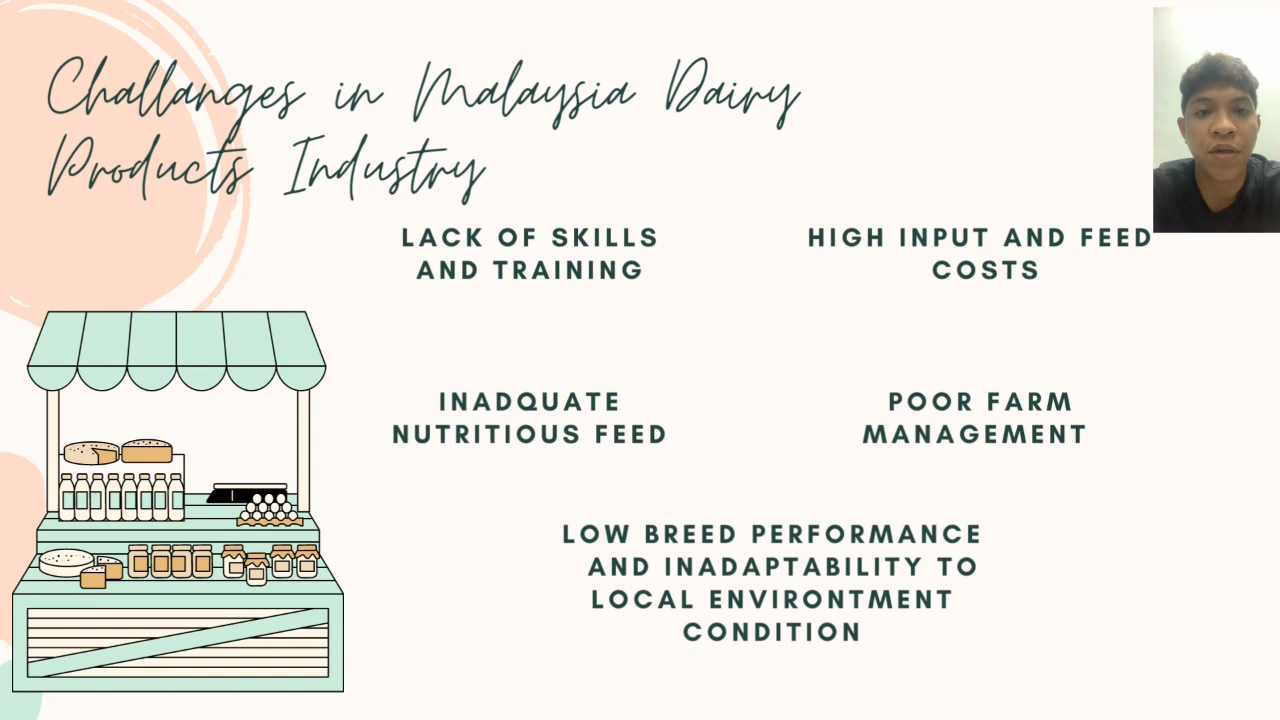 Challanges in Malaysia Dairy
Products Industry
LACK OF SKILLS
AND TRAINING
HIGH INPUT AND FEED
COSTS
INADQUATE
NUTRITIOUS FEED
POOR FARM
MANAGEMENT
LOW BREED PERFORMANCE
AND INADAPTABILITY TO
LOCAL ENVIRONTMENT
CONDITION